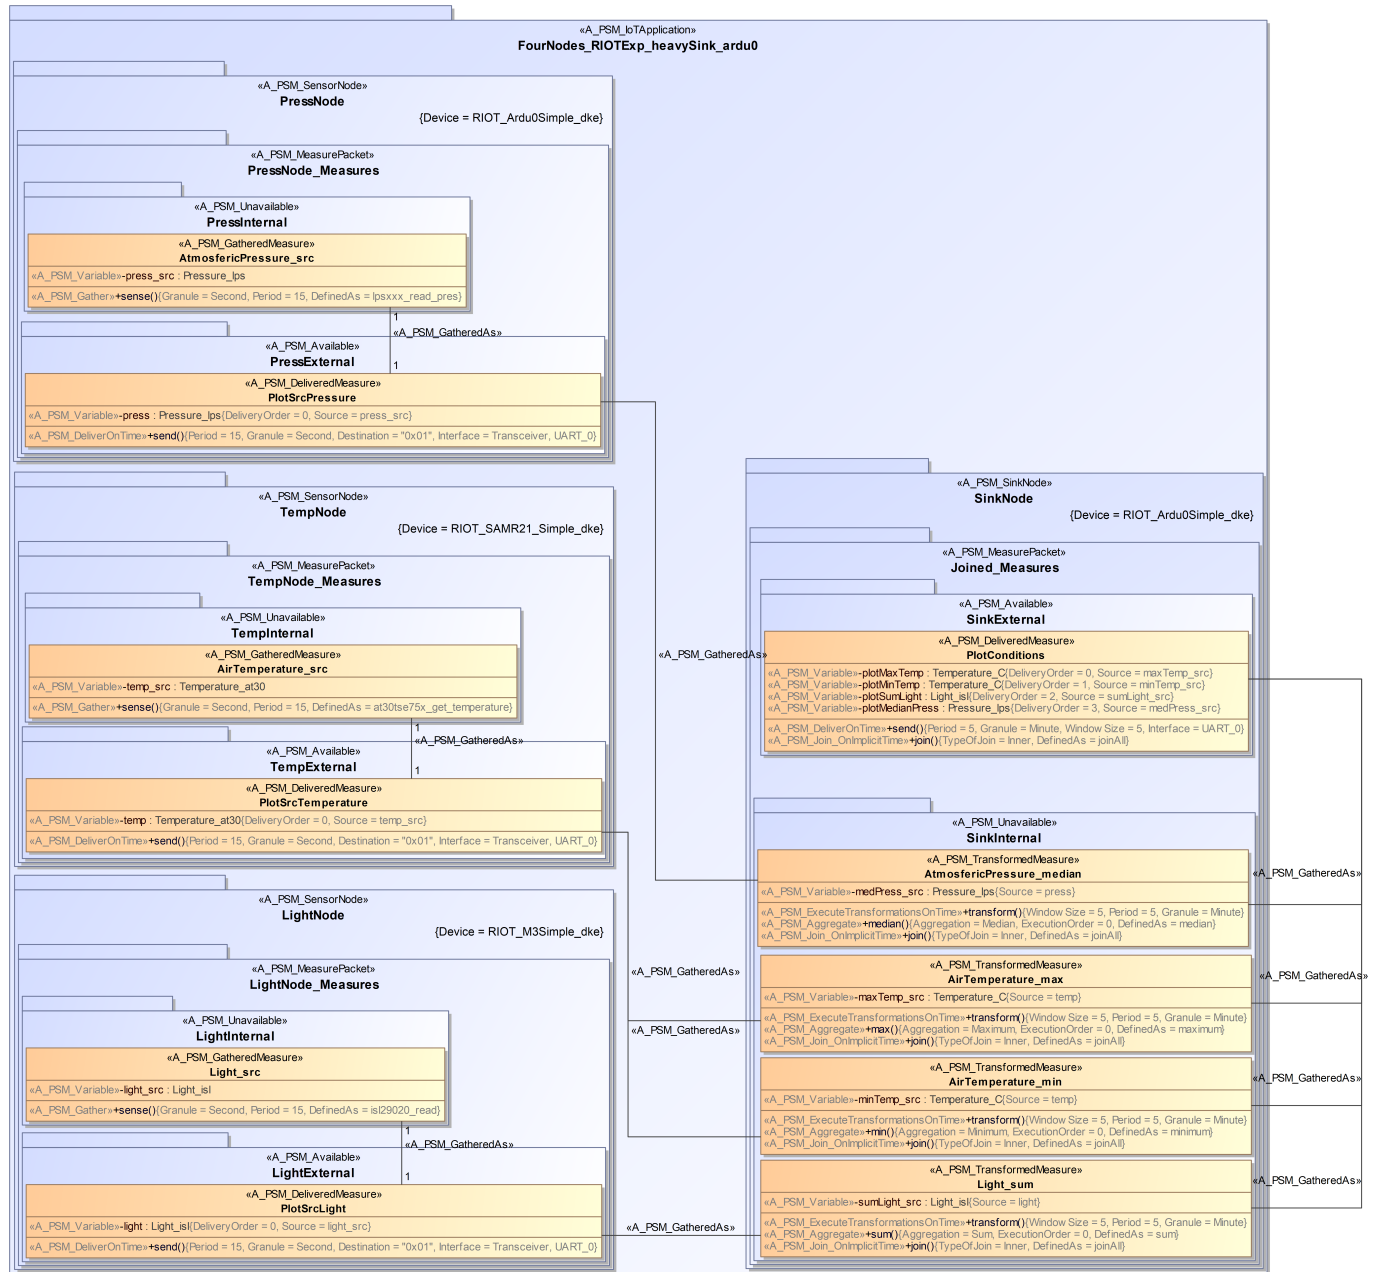 «A_PSM_IoTApplication»
FourNodes_RIOTExp_heavySink_ardu0
«A_PSM_SensorNode»
PressNode
{Device = RIOT_Ardu0Simple_dke}
«A_PSM_MeasurePacket»
PressNode_Measures
«A_PSM_Unavailable»
PressInternal
«A_PSM_GatheredMeasure»
AtmosfericPressure_src
«A_PSM_Variable»-press_src : Pressure_lps
«A_PSM_Gather»+sense(){Granule = Second, Period = 15, DefinedAs = lpsxxx_read_pres}
1
«A_PSM_GatheredAs»
1
«A_PSM_Available»
PressExternal
«A_PSM_DeliveredMeasure»
PlotSrcPressure
«A_PSM_Variable»-press : Pressure_lps{DeliveryOrder = 0, Source = press_src}
«A_PSM_DeliverOnTime»+send(){Period = 15, Granule = Second, Destination = "0x01", Interface = Transceiver, UART_0}
«A_PSM_SensorNode»
TempNode
{Device = RIOT_SAMR21_Simple_dke}
«A_PSM_MeasurePacket»
TempNode_Measures
«A_PSM_Unavailable»
TempInternal
«A_PSM_GatheredMeasure»
AirTemperature_src
«A_PSM_Variable»-temp_src : Temperature_at30
«A_PSM_Gather»+sense(){Granule = Second, Period = 15, DefinedAs = at30tse75x_get_temperature}
1
«A_PSM_GatheredAs»
1
«A_PSM_Available»
TempExternal
«A_PSM_DeliveredMeasure»
PlotSrcTemperature
«A_PSM_Variable»-temp : Temperature_at30{DeliveryOrder = 0, Source = temp_src}
«A_PSM_DeliverOnTime»+send(){Period = 15, Granule = Second, Destination = "0x01", Interface = Transceiver, UART_0}
«A_PSM_SensorNode»
LightNode
{Device = RIOT_M3Simple_dke}
«A_PSM_MeasurePacket»
LightNode_Measures
«A_PSM_Unavailable»
LightInternal
«A_PSM_GatheredMeasure»
Light_src
«A_PSM_Variable»-light_src : Light_isl
«A_PSM_Gather»+sense(){Granule = Second, Period = 15, DefinedAs = isl29020_read}
1
«A_PSM_GatheredAs»
1
«A_PSM_Available»
LightExternal
«A_PSM_DeliveredMeasure»
PlotSrcLight
«A_PSM_Variable»-light : Light_isl{DeliveryOrder = 0, Source = light_src}
«A_PSM_DeliverOnTime»+send(){Period = 15, Granule = Second, Destination = "0x01", Interface = Transceiver, UART_0}
«A_PSM_GatheredAs»
«A_PSM_GatheredAs»
«A_PSM_GatheredAs»
«A_PSM_GatheredAs»
«A_PSM_SinkNode»
SinkNode
{Device = RIOT_Ardu0Simple_dke}
«A_PSM_MeasurePacket»
Joined_Measures
«A_PSM_Available»
SinkExternal
«A_PSM_DeliveredMeasure»
PlotConditions
«A_PSM_Variable»-plotMaxTemp : Temperature_C{DeliveryOrder = 0, Source = maxTemp_src}
«A_PSM_Variable»-plotMinTemp : Temperature_C{DeliveryOrder = 1, Source = minTemp_src}
«A_PSM_Variable»-plotSumLight : Light_isl{DeliveryOrder = 2, Source = sumLight_src}
«A_PSM_Variable»-plotMedianPress : Pressure_lps{DeliveryOrder = 3, Source = medPress_src}
«A_PSM_DeliverOnTime»+send(){Period = 5, Granule = Minute, Window Size = 5, Interface = UART_0}
«A_PSM_Join_OnImplicitTime»+join(){TypeOfJoin = Inner, DefinedAs = joinAll}
«A_PSM_Unavailable»
SinkInternal
«A_PSM_TransformedMeasure»
AtmosfericPressure_median
«A_PSM_Variable»-medPress_src : Pressure_lps{Source = press}
«A_PSM_ExecuteTransformationsOnTime»+transform(){Window Size = 5, Period = 5, Granule = Minute}
«A_PSM_Aggregate»+median(){Aggregation = Median, ExecutionOrder = 0, DefinedAs = median}
«A_PSM_Join_OnImplicitTime»+join(){TypeOfJoin = Inner, DefinedAs = joinAll}
«A_PSM_TransformedMeasure»
AirTemperature_max
«A_PSM_Variable»-maxTemp_src : Temperature_C{Source = temp}
«A_PSM_ExecuteTransformationsOnTime»+transform(){Window Size = 5, Period = 5, Granule = Minute}
«A_PSM_Aggregate»+max(){Aggregation = Maximum, ExecutionOrder = 0, DefinedAs = maximum}
«A_PSM_Join_OnImplicitTime»+join(){TypeOfJoin = Inner, DefinedAs = joinAll}
«A_PSM_TransformedMeasure»
AirTemperature_min
«A_PSM_Variable»-minTemp_src : Temperature_C{Source = temp}
«A_PSM_ExecuteTransformationsOnTime»+transform(){Window Size = 5, Period = 5, Granule = Minute}
«A_PSM_Aggregate»+min(){Aggregation = Minimum, ExecutionOrder = 0, DefinedAs = minimum}
«A_PSM_Join_OnImplicitTime»+join(){TypeOfJoin = Inner, DefinedAs = joinAll}
«A_PSM_TransformedMeasure»
Light_sum
«A_PSM_Variable»-sumLight_src : Light_isl{Source = light}
«A_PSM_ExecuteTransformationsOnTime»+transform(){Window Size = 5, Period = 5, Granule = Minute}
«A_PSM_Aggregate»+sum(){Aggregation = Sum, ExecutionOrder = 0, DefinedAs = sum}
«A_PSM_Join_OnImplicitTime»+join(){TypeOfJoin = Inner, DefinedAs = joinAll}
«A_PSM_GatheredAs»
«A_PSM_GatheredAs»
«A_PSM_GatheredAs»
«A_PSM_GatheredAs»